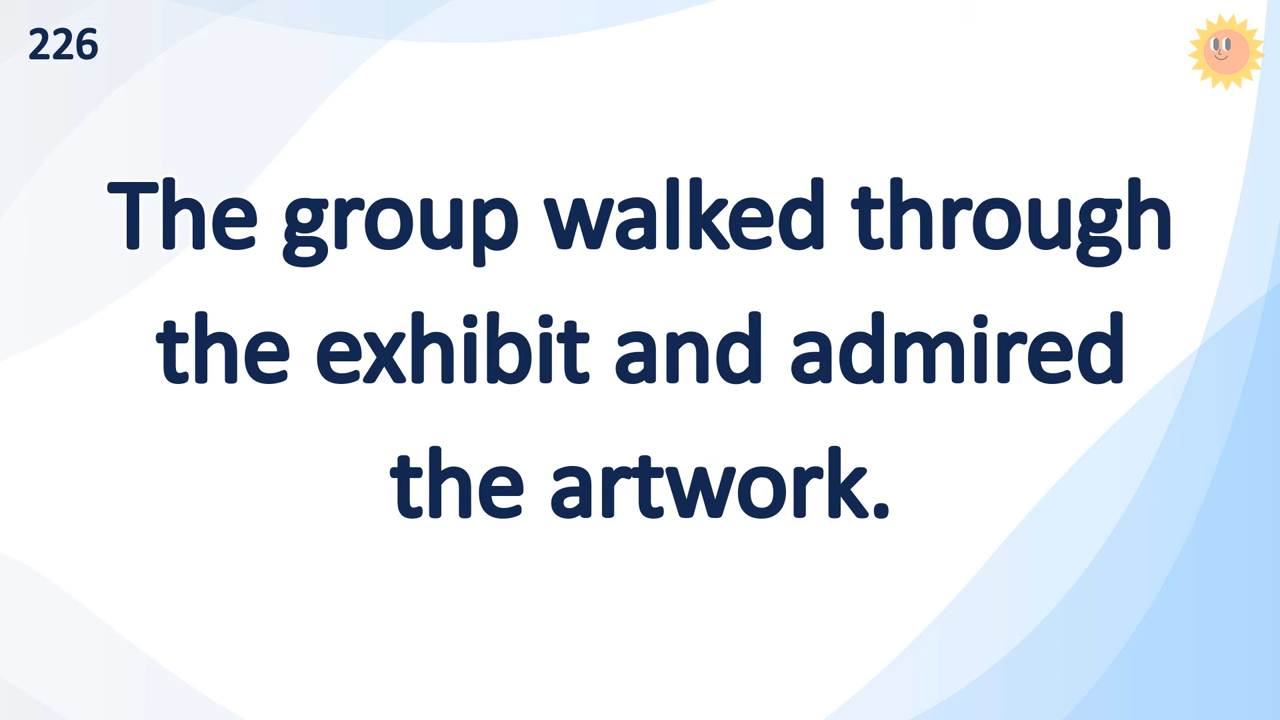 226
The group walked through
the exhibit and admired
the artwork.